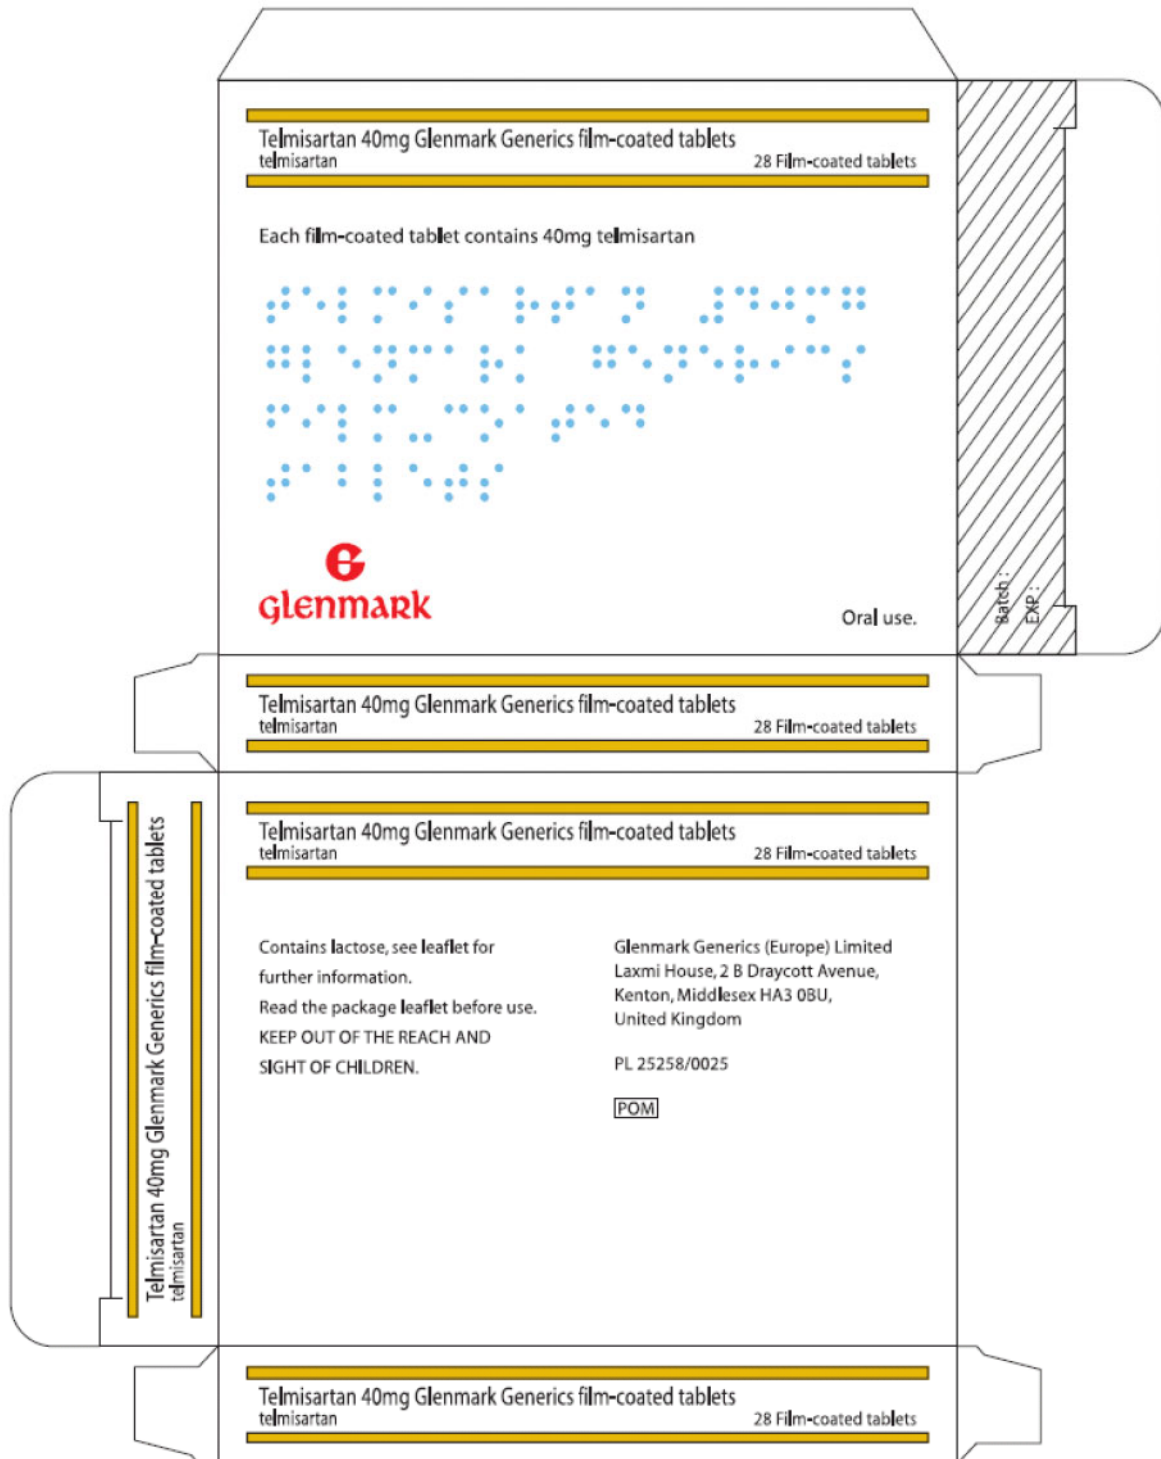 Telmisartan 40mg Glenmark Generics film-coated tablets
telmisartan 28 Film-coated tablets
Each film-coated tablet contains 40mg telmisartan
glenmark
Oral use.
Batch :
EXP :
Telmisartan 40mg Glenmark Generics film-coated tablets
telmisartan 28 Film-coated tablets
Telmisartan 40mg Glenmark Generics film-coated tablets
telmisartan
Telmisartan 40mg Glenmark Generics film-coated tablets
telmisartan 28 Film-coated tablets
Contains lactose, see leaflet for
further information.
Read the package leaflet before use.
KEEP OUT OF THE REACH AND
SIGHT OF CHILDREN.
Glenmark Generics (Europe) Limited
Laxmi House, 2 B Draycott Avenue,
Kenton, Middlesex HA3 0BU,
United Kingdom
PL 25258/0025
POM
Telmisartan 40mg Glenmark Generics film-coated tablets
telmisartan 28 Film-coated tablets